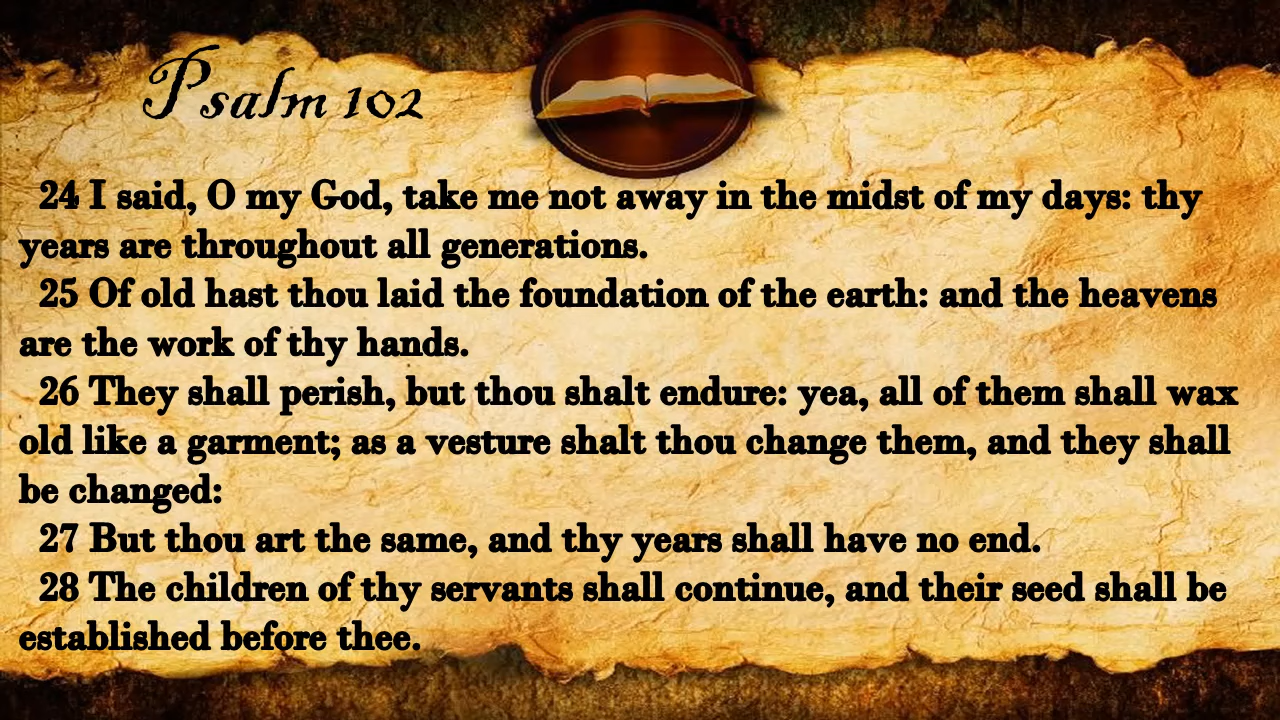 Psalm 102
24 I said, O my God, take me not away in the midst of my days: thy
years are throughout all generations.
25 Of old hast thou laid the foundation of the earth: and the heavens
are the work of thy hands.
26 They shall perish, but thou shalt endure: yea, all of them shall wax
old like a garment; as a vesture shalt thou change them, and they shall
be changed:
27 But thou art the same, and thy years shall have no end.
28 The children of thy servants shall continue, and their seed shall be
established before thee.